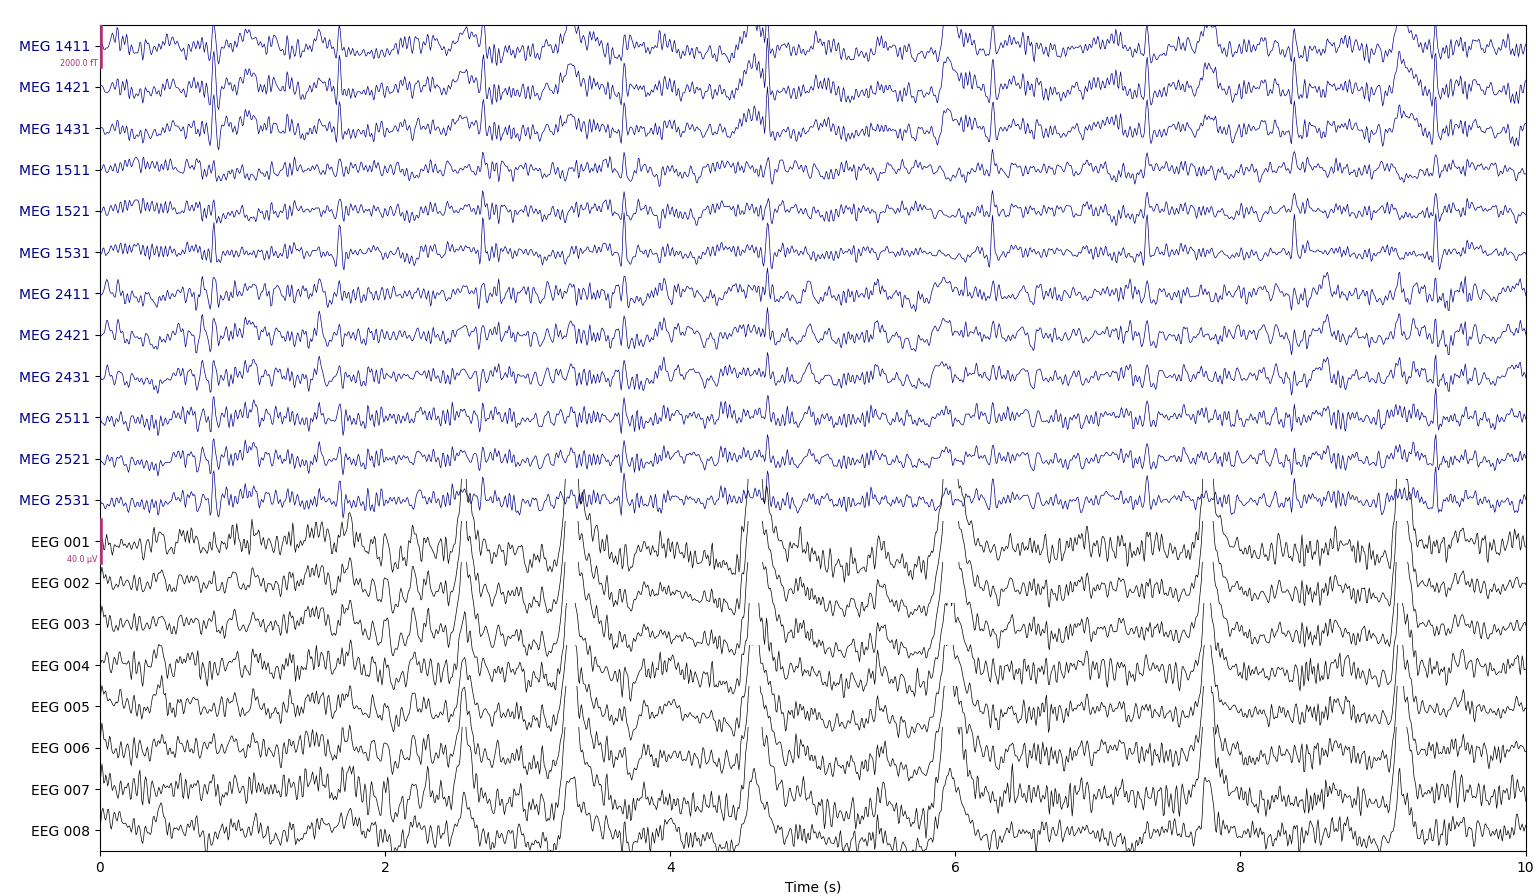 MEG 1411
2000.0 fT
MEG 1421
MEG 1431
MEG 1511
MEG 1521
MEG 1531
MEG 2411
MEG 2421
MEG 2431
MEG 2511
MEG 2521
MEG 2531
EEG 001
40.0 µV
EEG 002
EEG 003
EEG 004
EEG 005
EEG 006
EEG 007
EEG 008
0 2 4 6 8 10
Time (s)